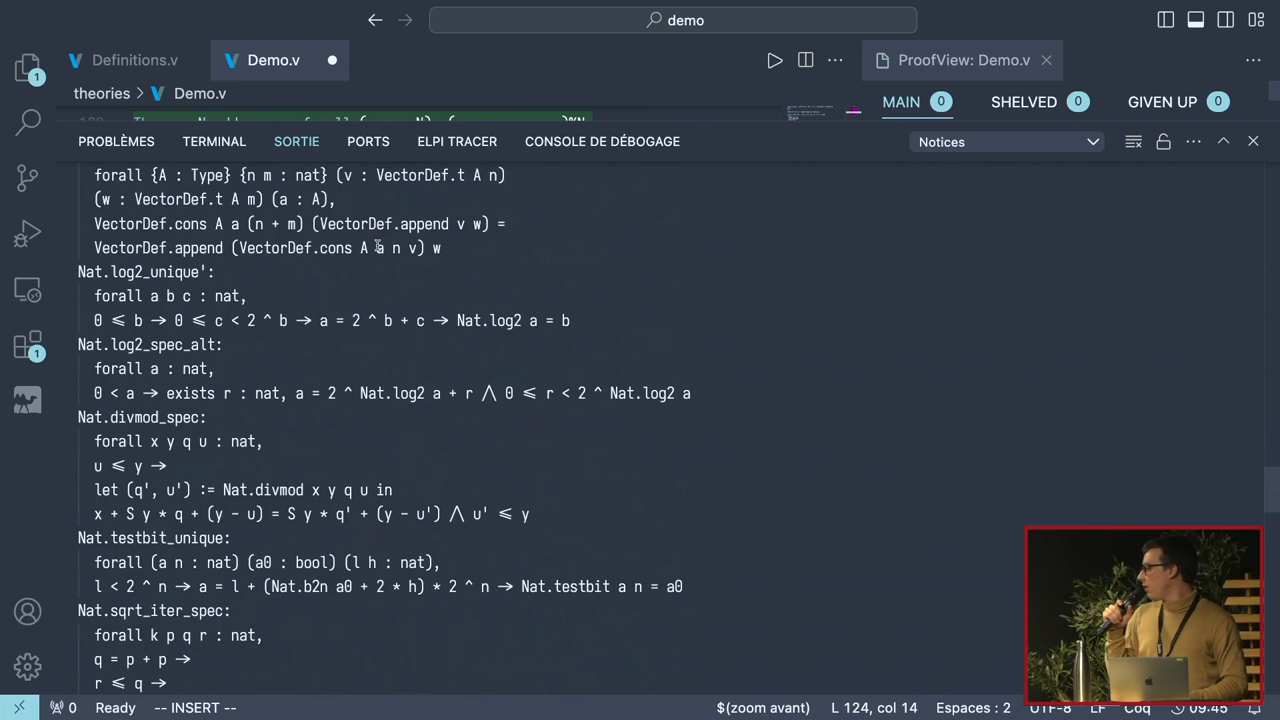 demo
Definitions.v
Demo.v
ProofView: Demo.v
theories > Demo.v
MAIN 0 SHELVED 0 GIVEN UP 0
PROBLÈMES TERMINAL SORTIE PORTS ELPI TRACER CONSOLE DE DÉBOGAGE
Notices
forall {A : Type} {n m : nat} (v : VectorDef.t A n)
(w : VectorDef.t A m) (a : A),
VectorDef.cons A a (n + m) (VectorDef.append v w) =
VectorDef.append (VectorDef.cons A a n v) w
Nat.log2_unique':
forall a b c : nat,
0 ≤ b → 0 ≤ c < 2 ^ b → a = 2 ^ b + c → Nat.log2 a = b
Nat.log2_spec_alt:
forall a : nat,
0 < a → exists r : nat, a = 2 ^ Nat.log2 a + r /\ 0 ≤ r < 2 ^ Nat.log2 a
Nat.divmod_spec:
forall x y q u : nat,
u ≤ y →
let (q', u') := Nat.divmod x y q u in
x + S y * q + (y - u) = S y * q' + (y - u') /\ u' ≤ y
Nat.testbit_unique:
forall (a n : nat) (a0 : bool) (l h : nat),
l < 2 ^ n → a = l + (Nat.b2n a0 + 2 * h) * 2 ^ n → Nat.testbit a n = a0
Nat.sqrt_iter_spec:
forall k p q r : nat,
q = p + p →
r ≤ q →
1
1
0 Ready -- INSERT -- $(zoom avant) L 124, col 14 Espaces : 2 UTF-8 LF Coq 09:45